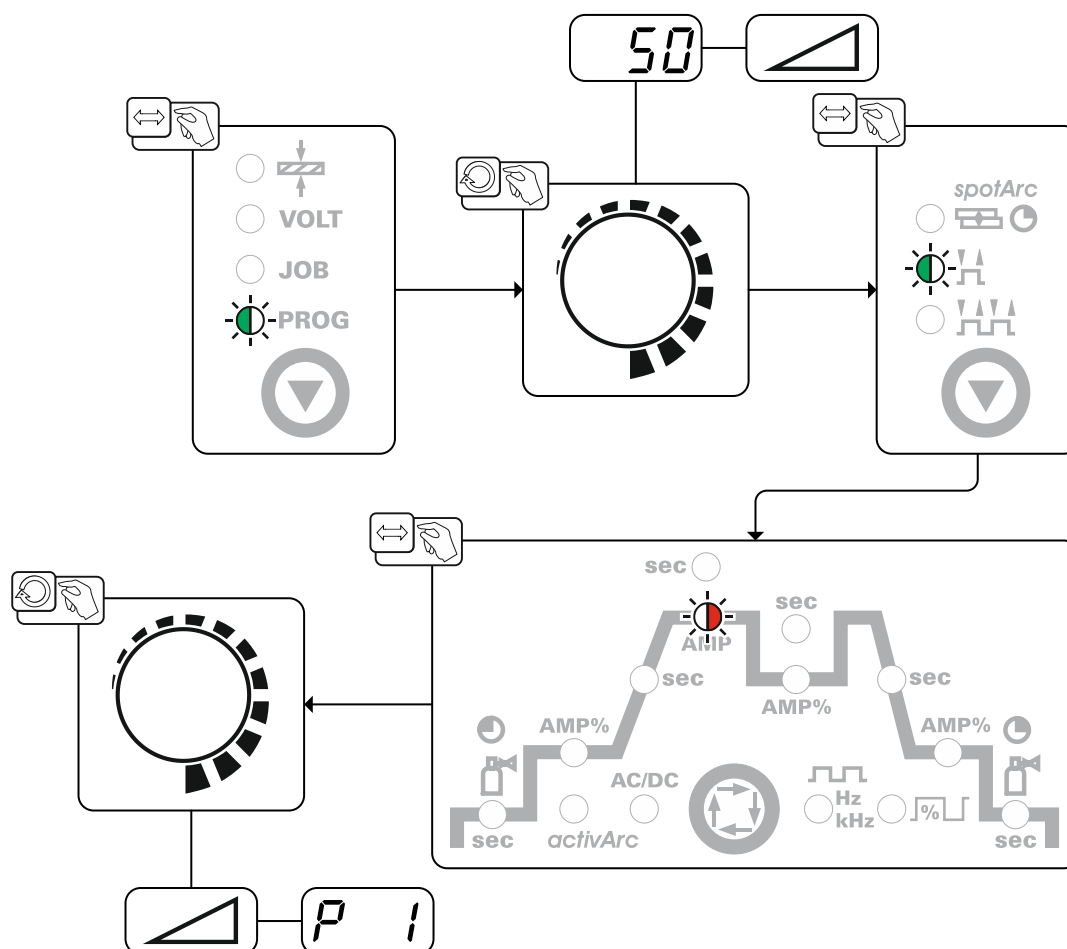 50
VOLT
JOB
PROG
spotArc
sec
sec
AMP
sec
sec
AMP%
AMP%
AMP%
AC/DC
Hz
kHz
%
sec
activArc
sec
P 1